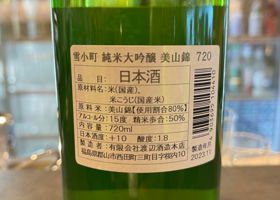 雪小町 純米大吟醸 美山錦 720
日本酒
原材料名：米(国産)、
米こうじ(国産米)
原料米：美山錦【使用割合80%】
アルコール分：15度 精米歩合：50%
内容量：720ml
日本酒度：+10 酸度：1.8
製造者：有限会社渡辺酒造本店
福島県郡山市西田町三町目字桜内10
製造年月
2023.11